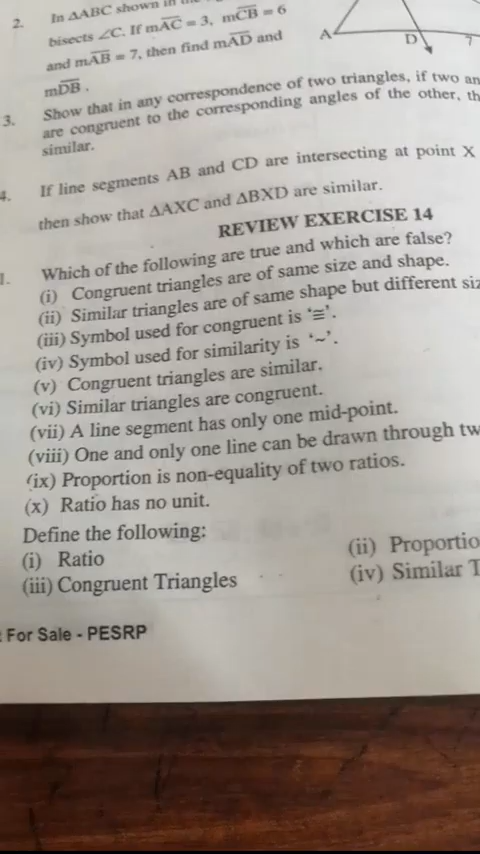 2. In ΔABC shown in the
bisects ∠C. If mAC = 3, mCB = 6
and mAB = 7, then find mAD and
mDB.
A D 7
3. Show that in any correspondence of two triangles, if two an
are congruent to the corresponding angles of the other, th
similar.
4. If line segments AB and CD are intersecting at point X
then show that ΔAXC and ΔBXD are similar.
REVIEW EXERCISE 14
1. Which of the following are true and which are false?
(i) Congruent triangles are of same size and shape.
(ii) Similar triangles are of same shape but different siz
(iii) Symbol used for congruent is ‘≅’.
(iv) Symbol used for similarity is ‘~’.
(v) Congruent triangles are similar.
(vi) Similar triangles are congruent.
(vii) A line segment has only one mid-point.
(viii) One and only one line can be drawn through tw
(ix) Proportion is non-equality of two ratios.
(x) Ratio has no unit.
Define the following:
(i) Ratio (ii) Proportio
(iii) Congruent Triangles (iv) Similar T
For Sale - PESRP